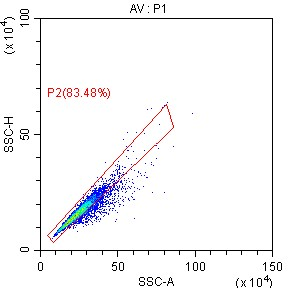 AV : P1
(x 10⁴)
100
P2(83.48%)
50
SSC-H
0
0
50
100
150
SSC-A
(x 10⁴)